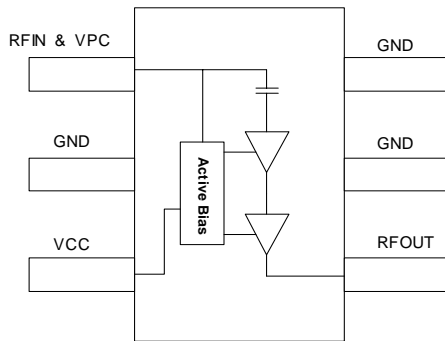 RFIN & VPC
GND
GND
Active Bias
GND
VCC
RFOUT